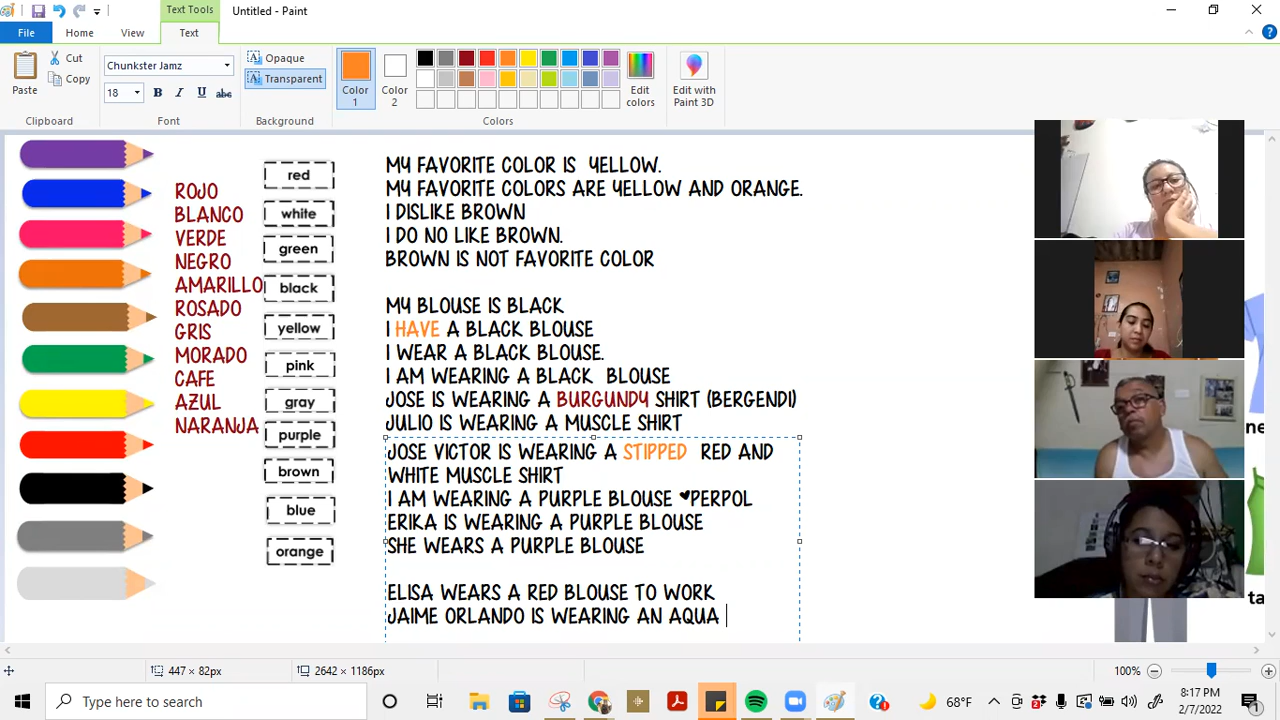 Untitled - Paint
Text Tools
File
Home
View
Text
Paste
Cut
Copy
Clipboard
Chunkster Jamz
18
B I U abc
Font
Opaque
Transparent
Background
Color 1
Color 2
Edit colors
Edit with Paint 3D
Colors
ROJO
BLANCO
VERDE
NEGRO
AMARILLO
ROSADO
GRIS
MORADO
CAFE
AZUL
NARANJA
red
white
green
black
yellow
pink
gray
purple
brown
blue
orange
MY FAVORITE COLOR IS YELLOW.
MY FAVORITE COLORS ARE YELLOW AND ORANGE.
I DISLIKE BROWN
I DO NO LIKE BROWN.
BROWN IS NOT FAVORITE COLOR
MY BLOUSE IS BLACK
I HAVE A BLACK BLOUSE
I WEAR A BLACK BLOUSE.
I AM WEARING A BLACK BLOUSE
JOSE IS WEARING A BURGUNDY SHIRT (BERGENDI)
JULIO IS WEARING A MUSCLE SHIRT
JOSE VICTOR IS WEARING A STIPPED RED AND
WHITE MUSCLE SHIRT
I AM WEARING A PURPLE BLOUSE ♥PERPOL
ERIKA IS WEARING A PURPLE BLOUSE
SHE WEARS A PURPLE BLOUSE
ELISA WEARS A RED BLOUSE TO WORK
JAIME ORLANDO IS WEARING AN AQUA
ne
ta
447 × 82px
2642 × 1186px
100%
Type here to search
68°F
8:17 PM
2/7/2022